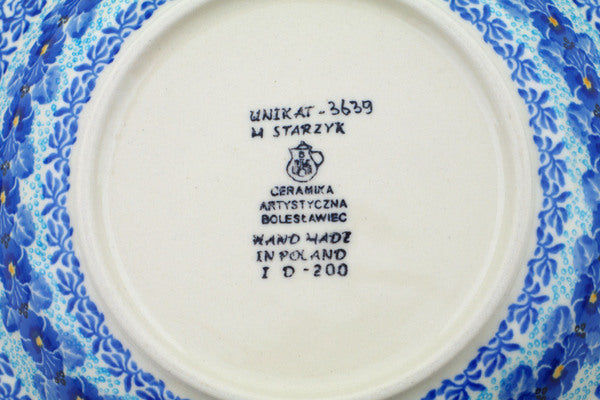 UNIKAT - 3639
M STARZYK
CERAMIKA
ARTYSTYCZNA
BOLESŁAWIEC
HAND MADE
IN POLAND
I D-200